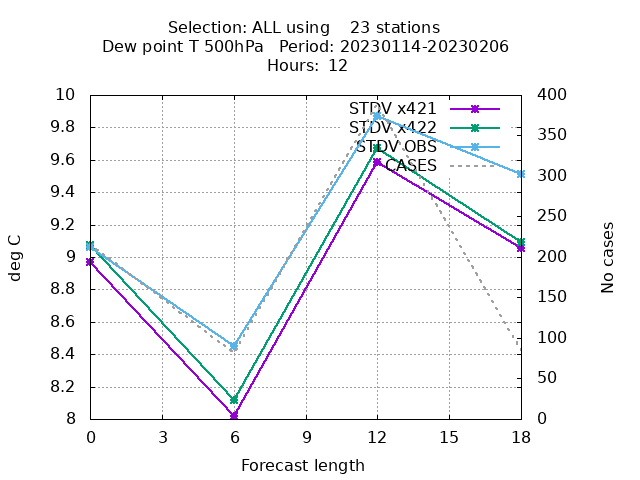 Selection: ALL using    23 stations
Dew point T 500hPa   Period: 20230114-20230206
Hours:  12
deg C
No cases
10
9.8
9.6
9.4
9.2
9
8.8
8.6
8.4
8.2
8
400
350
300
250
200
150
100
50
0
STDV x421
STDV x422
STDV OBS
CASES
0 3 6 9 12 15 18
Forecast length